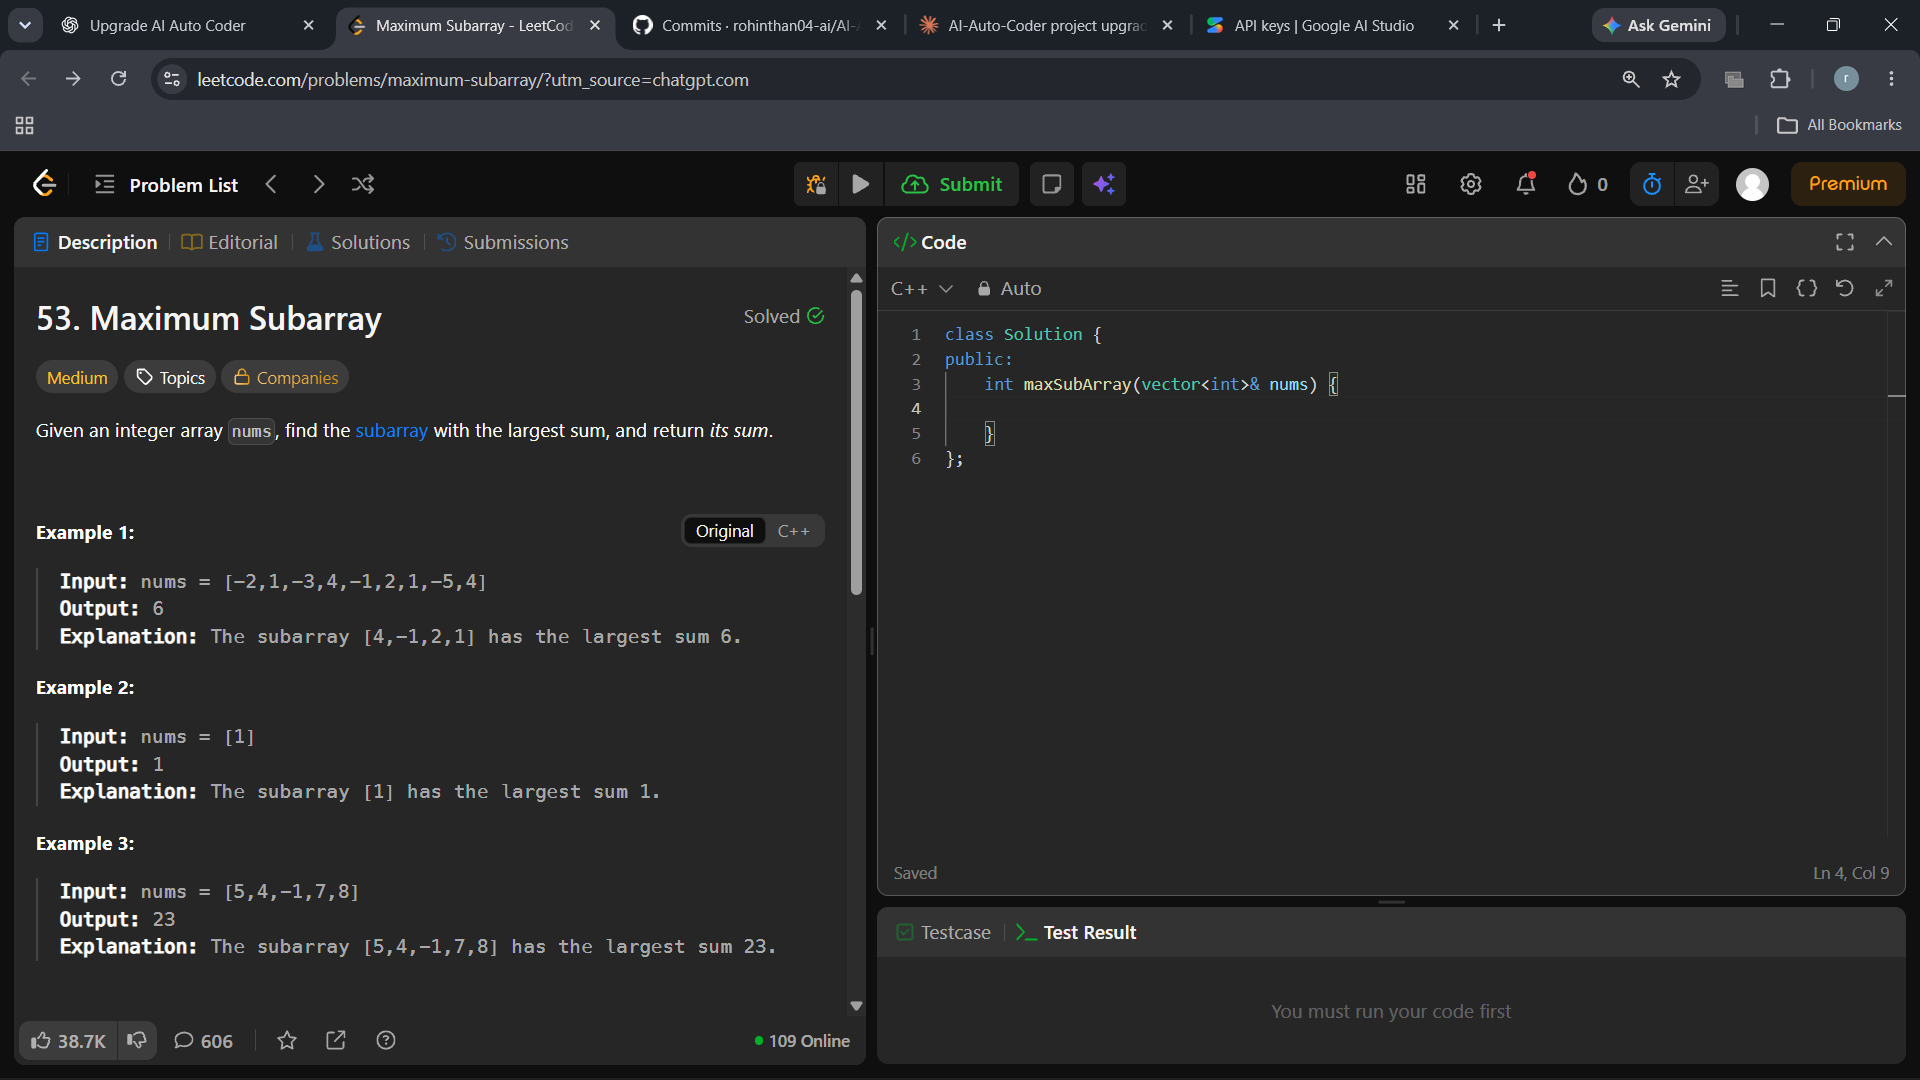 Upgrade AI Auto Coder
Maximum Subarray - LeetCod
Commits · rohinthan04-ai/AI-
AI-Auto-Coder project upgrad
API keys | Google AI Studio
Ask Gemini
leetcode.com/problems/maximum-subarray/?utm_source=chatgpt.com
r
All Bookmarks
Problem List
Submit
0
Premium
Description
Editorial
Solutions
Submissions
53. Maximum Subarray
Solved
Medium
Topics
Companies
Given an integer array nums, find the subarray with the largest sum, and return its sum.
Example 1:
Original
C++
Input: nums = [-2,1,-3,4,-1,2,1,-5,4]
Output: 6
Explanation: The subarray [4,-1,2,1] has the largest sum 6.
Example 2:
Input: nums = [1]
Output: 1
Explanation: The subarray [1] has the largest sum 1.
Example 3:
Input: nums = [5,4,-1,7,8]
Output: 23
Explanation: The subarray [5,4,-1,7,8] has the largest sum 23.
38.7K
606
109 Online
</> Code
C++
Auto
1 class Solution {
2 public:
3 int maxSubArray(vector<int>& nums) {
4
5 }
6 };
Saved
Ln 4, Col 9
Testcase
Test Result
You must run your code first